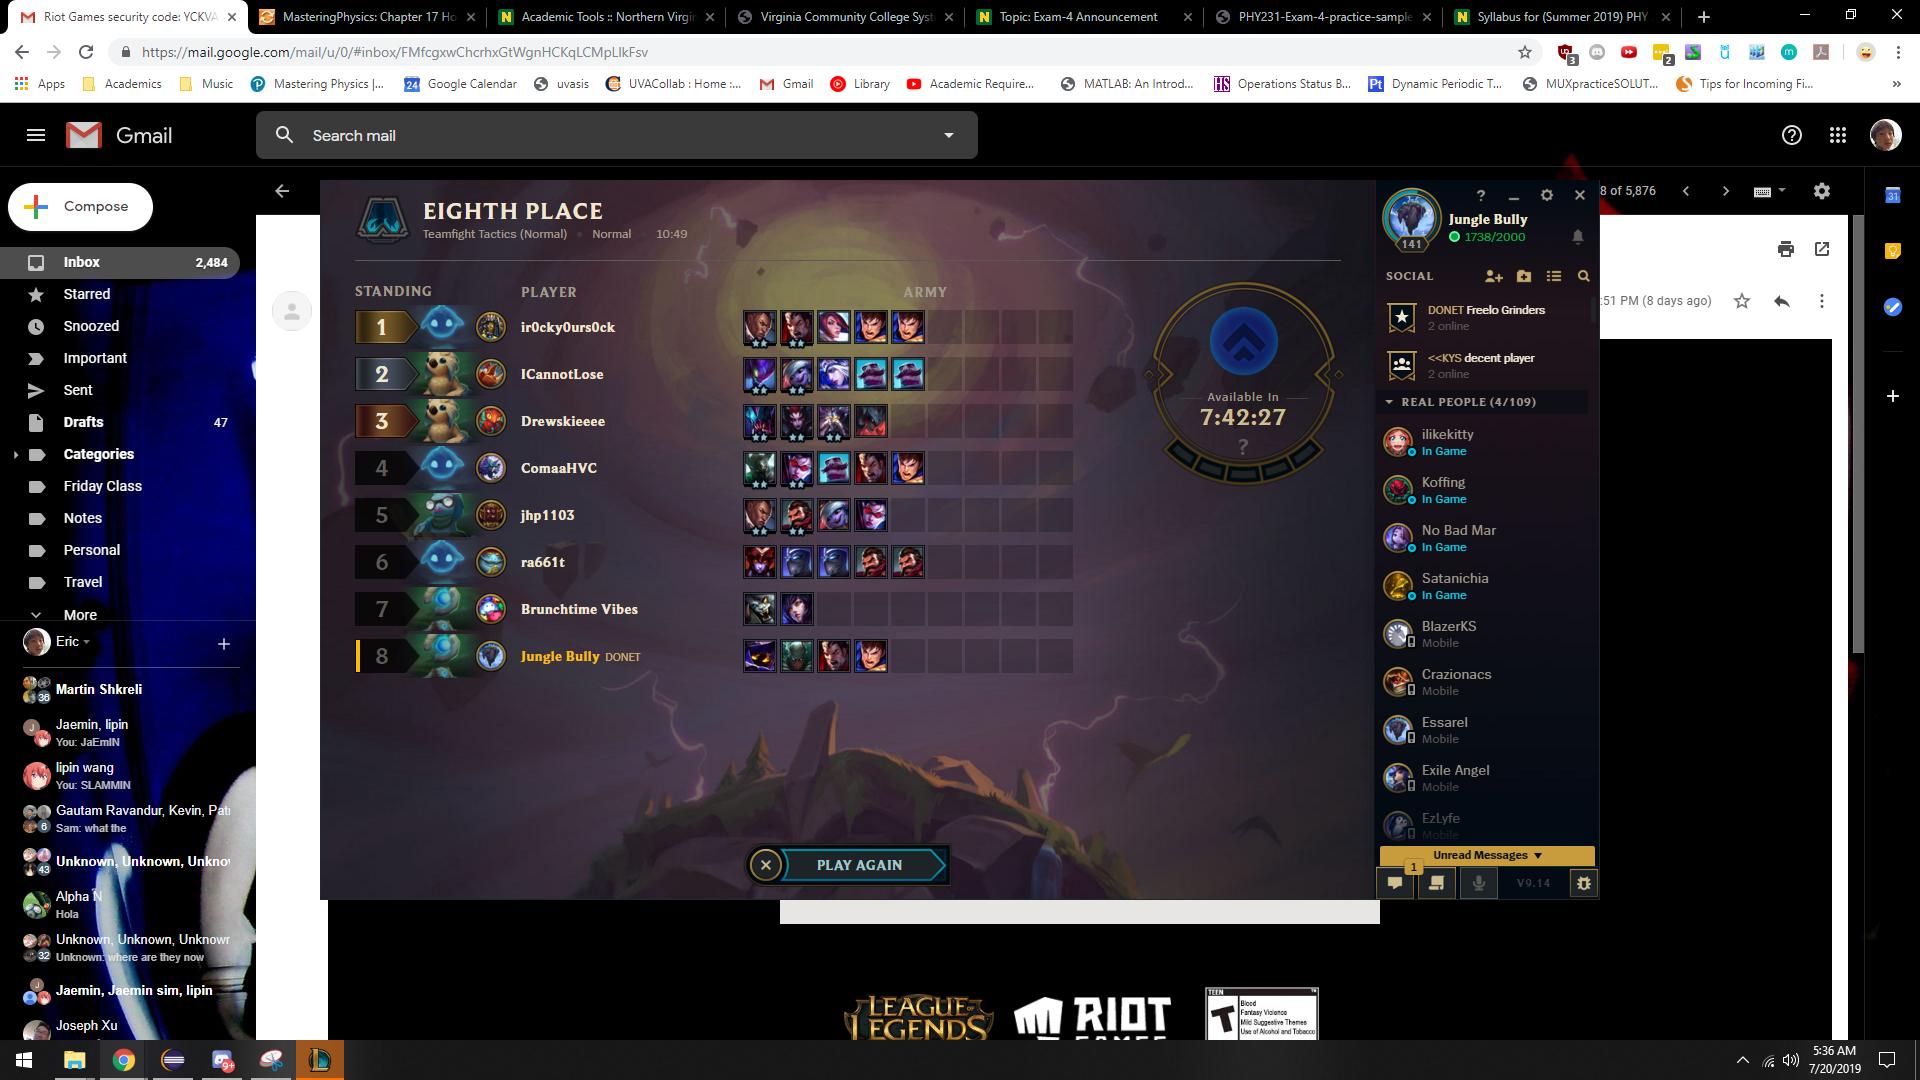 Riot Games security code: YCKVA
MasteringPhysics: Chapter 17 Ho
Academic Tools :: Northern Virgin
Virginia Community College Syst
Topic: Exam-4 Announcement
PHY231-Exam-4-practice-sample
Syllabus for (Summer 2019) PHY
https://mail.google.com/mail/u/0/#inbox/FMfcgxwChcrhxGtWgnHCKqLCMpLlkFsv
3
2
Apps
Academics
Music
Mastering Physics |...
24
Google Calendar
uvasis
UVACollab : Home :...
Gmail
Library
Academic Require...
MATLAB: An Introd...
Operations Status B...
Dynamic Periodic T...
MUXpracticeSOLUT...
Tips for Incoming Fi...
Gmail
Search mail
Compose
8 of 5,876
31
Inbox 2,484
Starred
Snoozed
Important
Sent
Drafts 47
Categories
Friday Class
Notes
Personal
Travel
More
:51 PM (8 days ago)
Eric
Martin Shkreli
36
Jaemin, lipin
You: JaEmIN
lipin wang
You: SLAMMIN
Gautam Ravandur, Kevin, Pat
6
Sam: what the
Unknown, Unknown, Unkno
43
Alpha N
Hola
Unknown, Unknown, Unknown
32
Unknown: where are they now
Jaemin, Jaemin sim, lipin
Joseph Xu
EIGHTH PLACE
Teamfight Tactics (Normal) Normal 10:49
STANDING PLAYER ARMY
1 ir0cky0urs0ck
2 ICannotLose
3 Drewskieeee
4 ComaaHVC
5 jhp1103
6 ra661t
7 Brunchtime Vibes
8 Jungle Bully DONET
Available In
7:42:27
?
PLAY AGAIN
?
Jungle Bully
1738/2000
141
SOCIAL
DONET Freelo Grinders
2 online
<<KYS decent player
2 online
REAL PEOPLE (4/109)
ilikekitty
In Game
Koffing
In Game
No Bad Mar
In Game
Satanichia
In Game
BlazerKS
Mobile
Crazionacs
Mobile
Essarel
Mobile
Exile Angel
Mobile
EzLyfe
Mobile
Unread Messages
1
V9.14
LEAGUE OF
LEGENDS
RIOT
GAMES
TEEN
T
Blood
Fantasy Violence
Mild Suggestive Themes
Use of Alcohol and Tobacco
9+
5:36 AM
7/20/2019